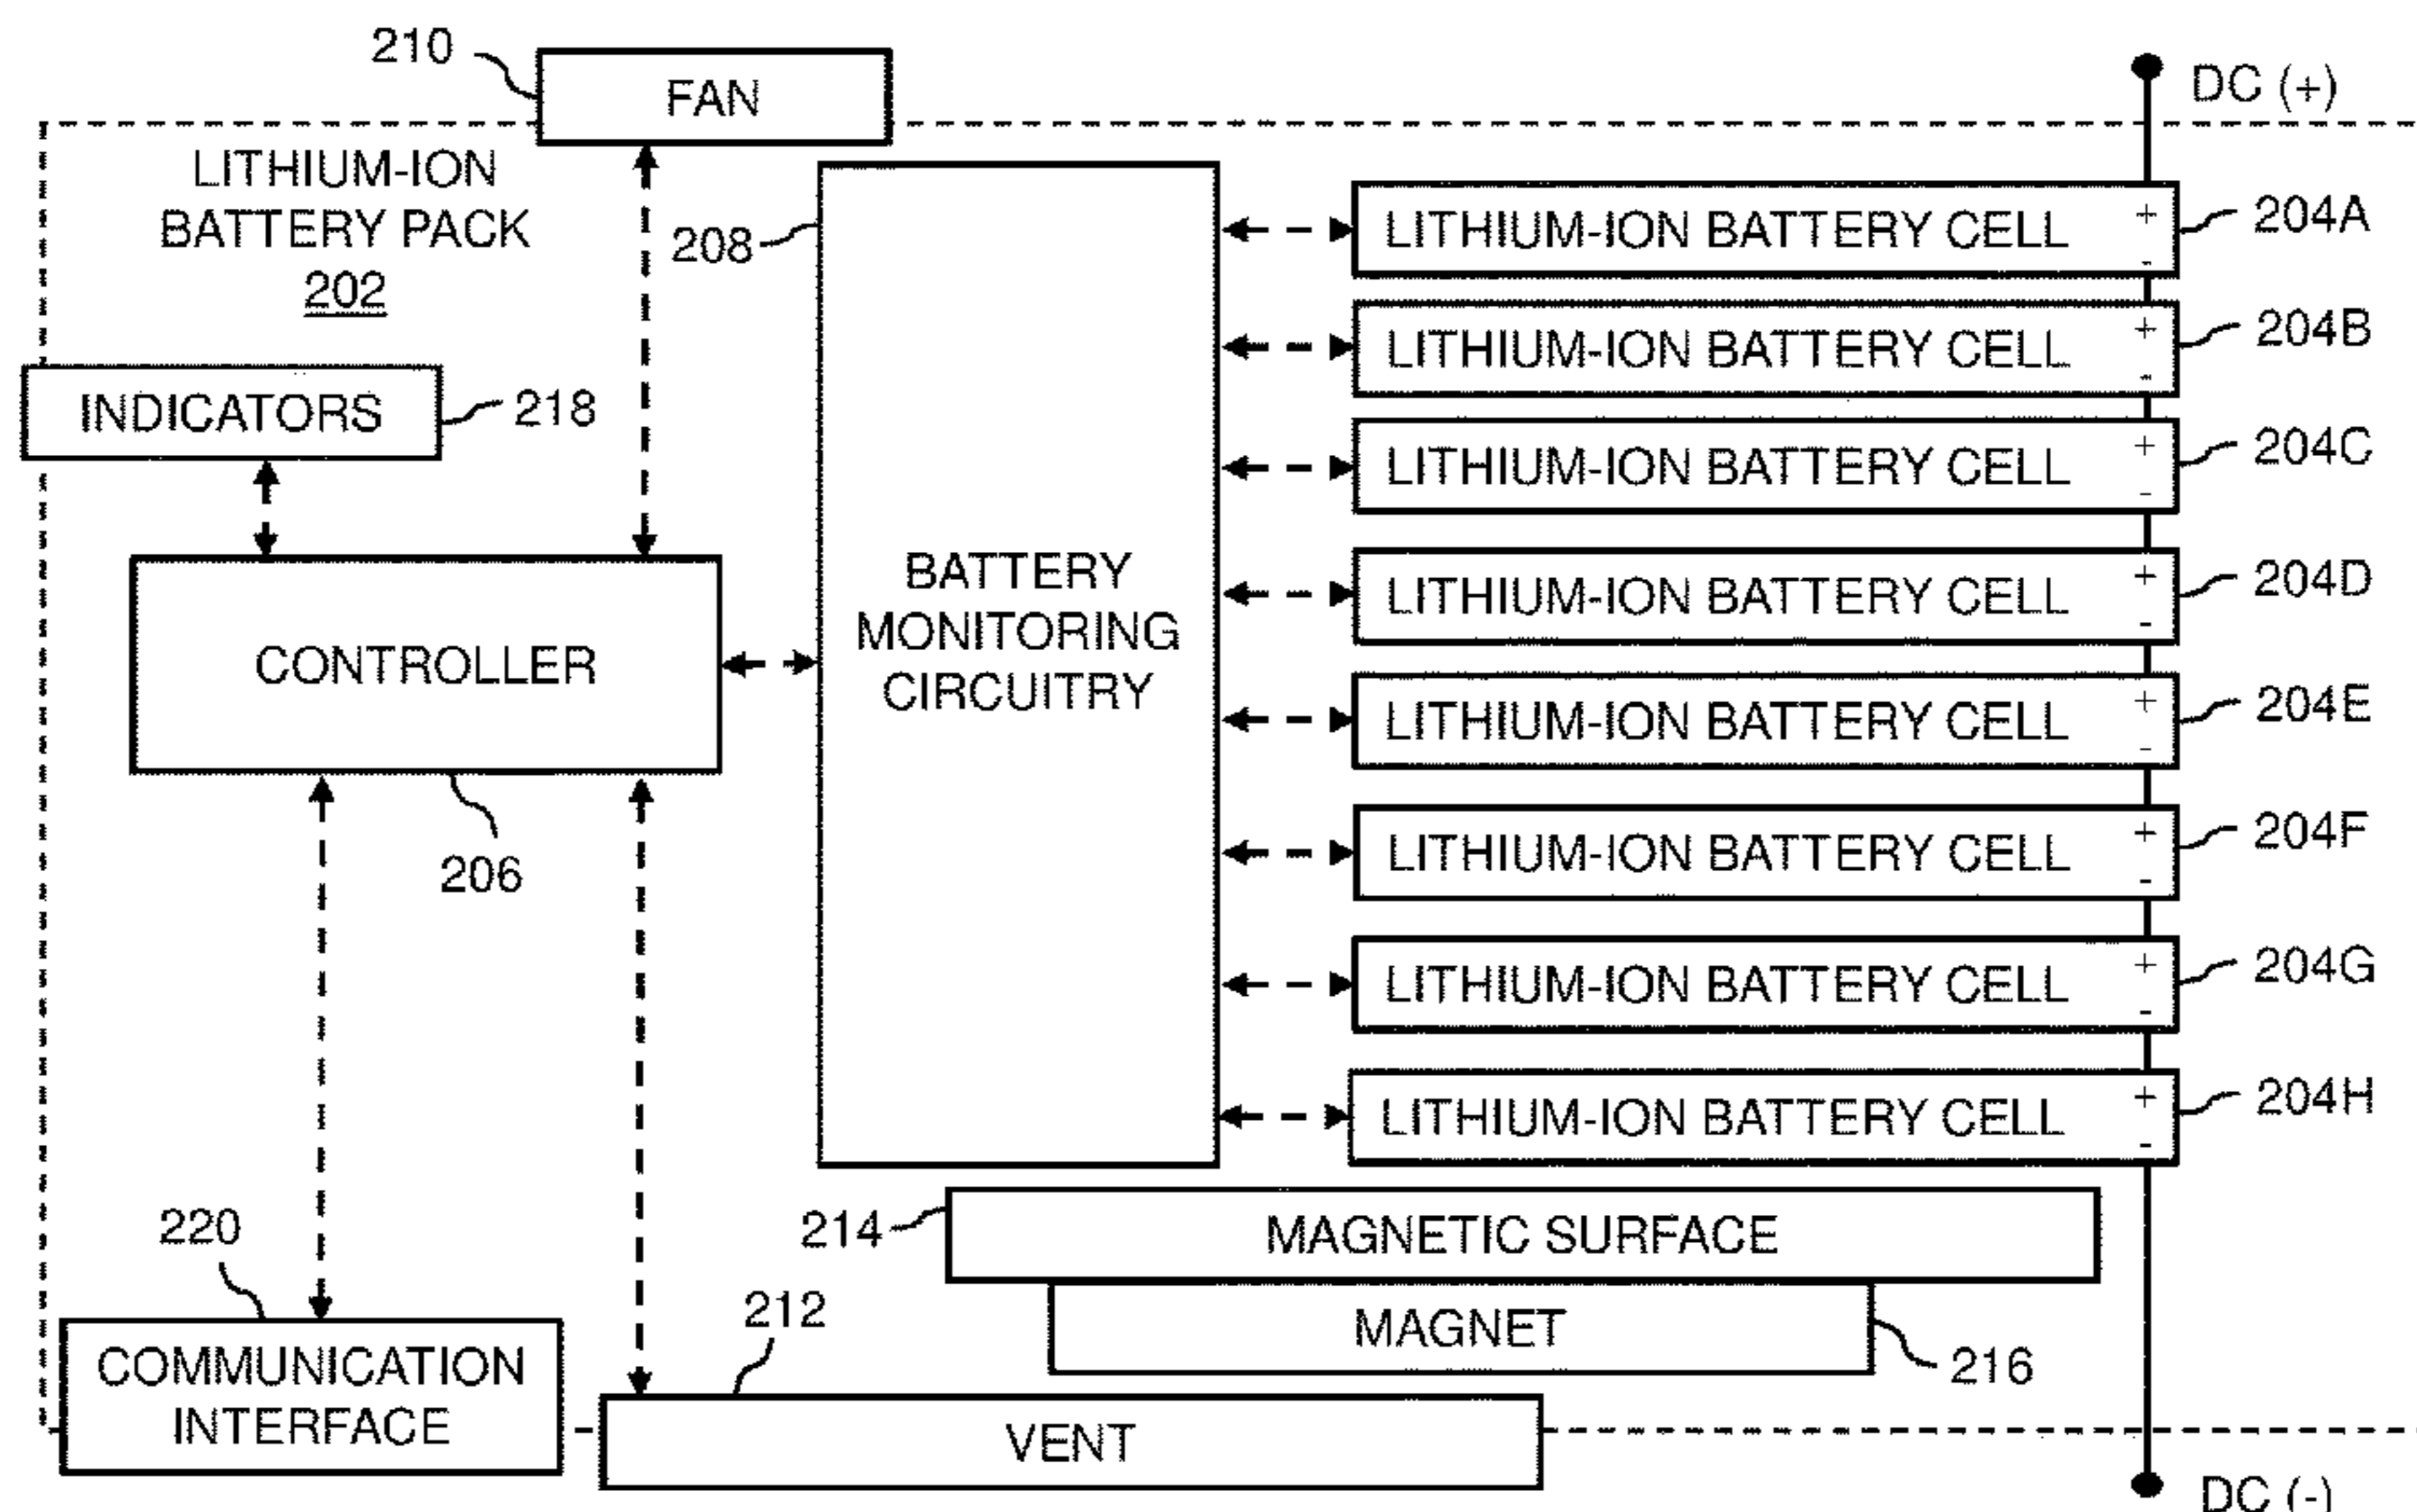 210
FAN
DC (+)
LITHIUM-ION
BATTERY PACK
202
208
LITHIUM-ION BATTERY CELL
+
-
204A
LITHIUM-ION BATTERY CELL
+
-
204B
INDICATORS
218
LITHIUM-ION BATTERY CELL
+
-
204C
BATTERY
MONITORING
CIRCUITRY
LITHIUM-ION BATTERY CELL
+
-
204D
CONTROLLER
206
LITHIUM-ION BATTERY CELL
+
-
204E
LITHIUM-ION BATTERY CELL
+
-
204F
LITHIUM-ION BATTERY CELL
+
-
204G
LITHIUM-ION BATTERY CELL
+
-
204H
214
MAGNETIC SURFACE
MAGNET
216
220
COMMUNICATION
INTERFACE
212
VENT
DC (-)